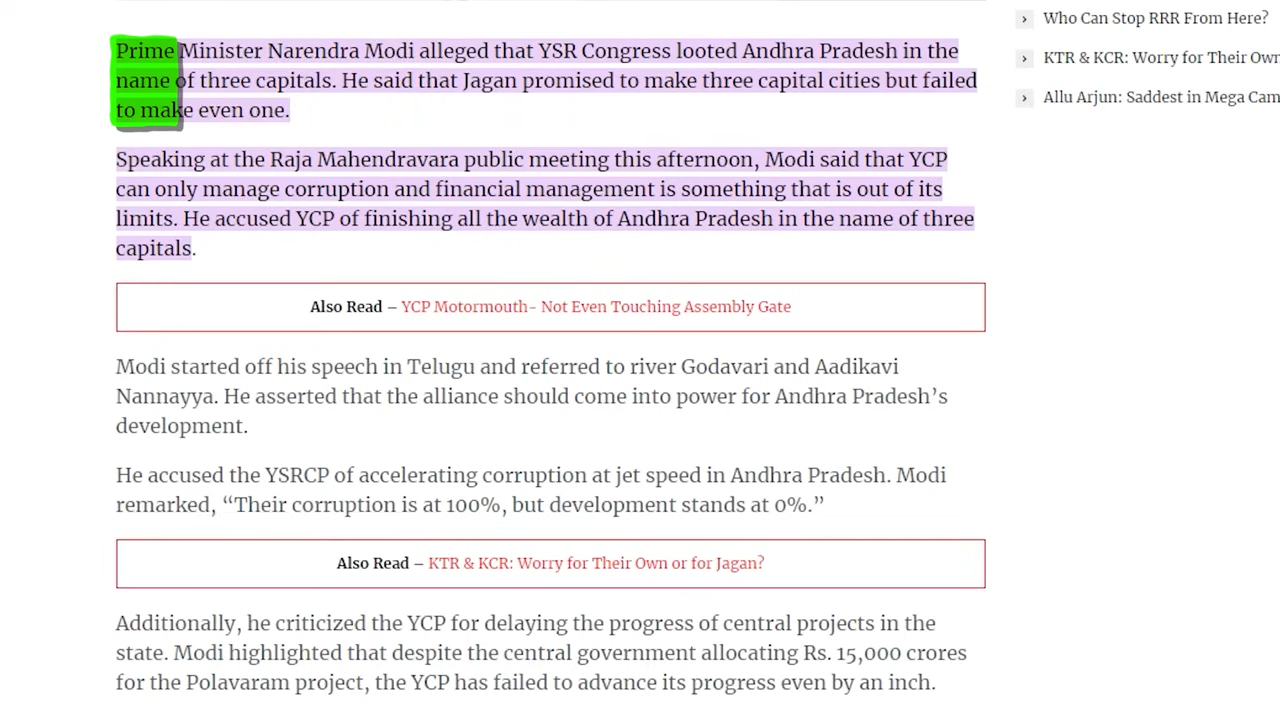 Who Can Stop RRR From Here?
KTR & KCR: Worry for Their Own
Allu Arjun: Saddest in Mega Cam
Prime Minister Narendra Modi alleged that YSR Congress looted Andhra Pradesh in the
name of three capitals. He said that Jagan promised to make three capital cities but failed
to make even one.
Speaking at the Raja Mahendravara public meeting this afternoon, Modi said that YCP
can only manage corruption and financial management is something that is out of its
limits. He accused YCP of finishing all the wealth of Andhra Pradesh in the name of three
capitals.
Also Read – YCP Motormouth- Not Even Touching Assembly Gate
Modi started off his speech in Telugu and referred to river Godavari and Aadikavi
Nannayya. He asserted that the alliance should come into power for Andhra Pradesh’s
development.
He accused the YSRCP of accelerating corruption at jet speed in Andhra Pradesh. Modi
remarked, “Their corruption is at 100%, but development stands at 0%.”
Also Read – KTR & KCR: Worry for Their Own or for Jagan?
Additionally, he criticized the YCP for delaying the progress of central projects in the
state. Modi highlighted that despite the central government allocating Rs. 15,000 crores
for the Polavaram project, the YCP has failed to advance its progress even by an inch.